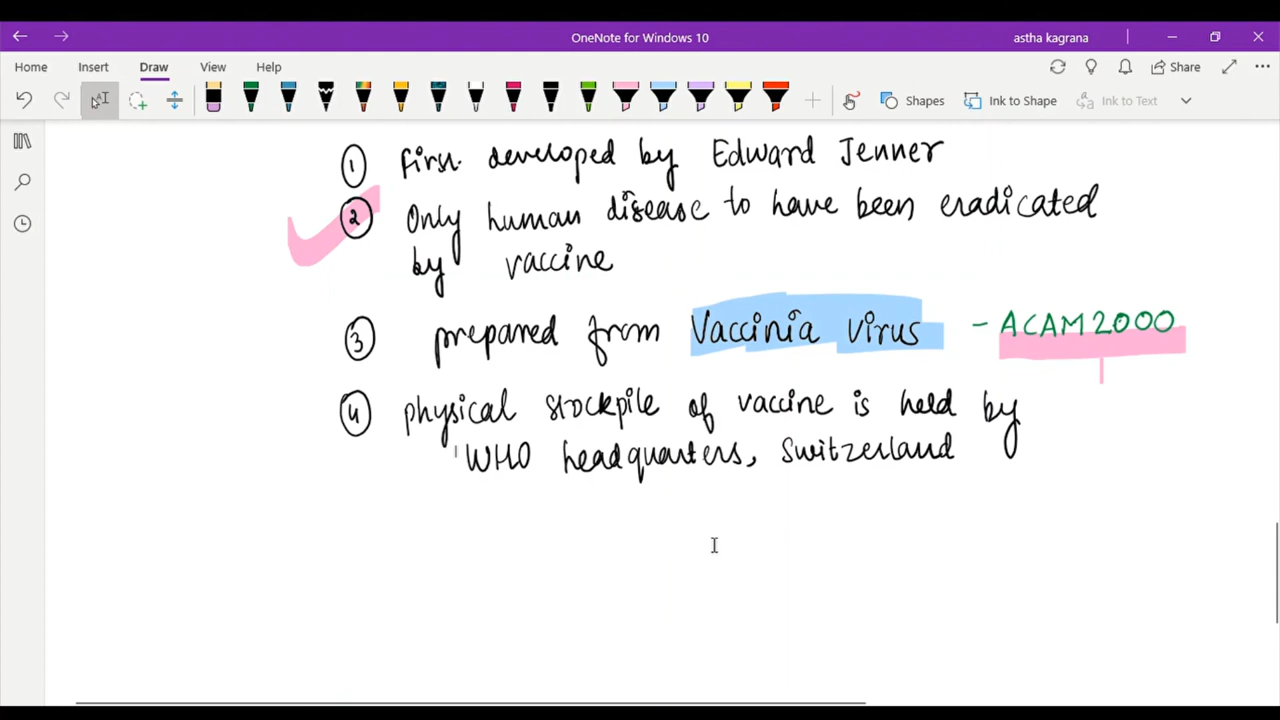 OneNote for Windows 10
astha kagrana
Home Insert Draw View Help
Share
Shapes Ink to Shape Ink to Text
① first developed by Edward Jenner
② Only human disease to have been eradicated
by vaccine
③ prepared from Vaccinia virus - ACAM2000
④ physical stockpile of vaccine is held by
WHO headquarters, Switzerland